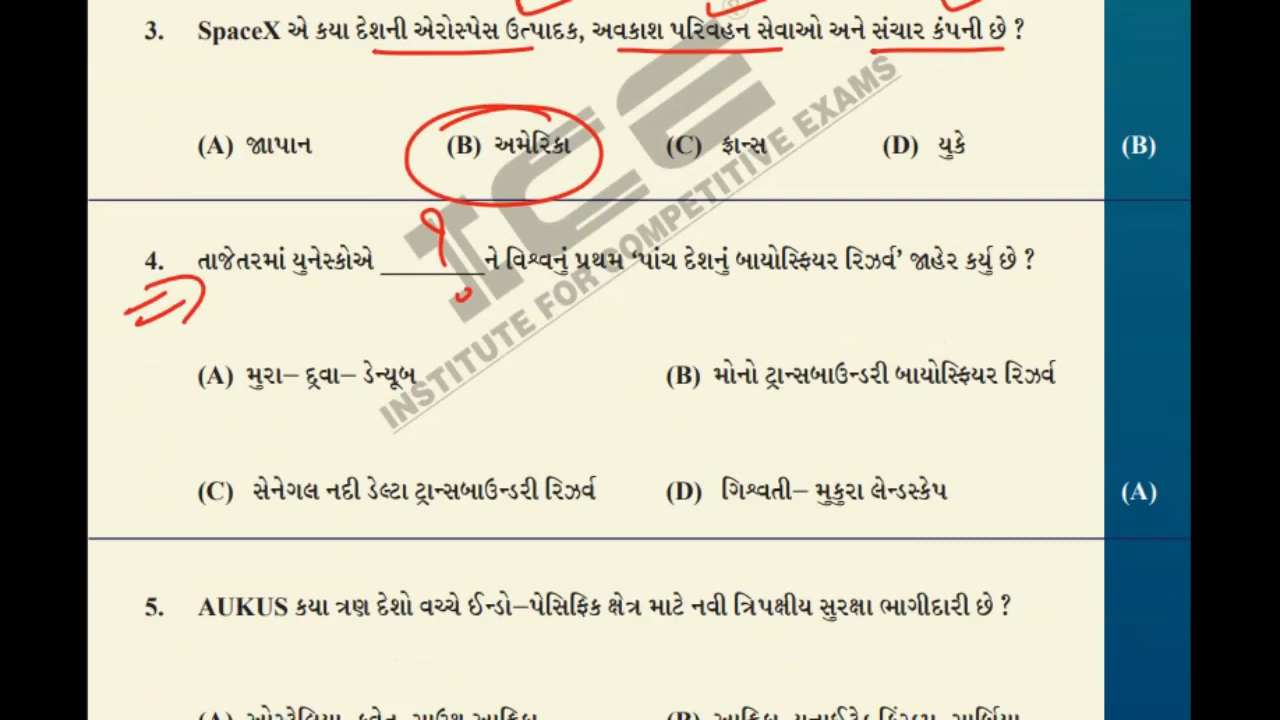 3. SpaceX એ કયા દેશની એરોસ્પેસ ઉત્પાદક, અવકાશ પરિવહન સેવાઓ અને સંચાર કંપની છે ?
(A) જાાપાન (B) અમેરિકા (C) ફ્રાન્સ (D) યુકે (B)
4. તાજેતરમાં યુનેસ્કોએ ________ને વિશ્વનું પ્રથમ ‘પાંચ દેશનું બાયોસ્ફિયર રિઝર્વ’ જાહેર કર્યુ છે ?
(A) મુરા– દ્રવા– ડેન્યૂબ (B) મોનો ટ્રાન્સબાઉન્ડરી બાયોસ્ફિયર રિઝર્વ
(C) સેનેગલ નદી ડેલ્ટા ટ્રાન્સબાઉન્ડરી રિઝર્વ (D) ગિશ્વતી– મુકુરા લેન્ડસ્કેપ (A)
5. AUKUS કયા ત્રણ દેશો વચ્ચે ઈન્ડો–પેસિફિક ક્ષેત્ર માટે નવી ત્રિપક્ષીય સુરક્ષા ભાગીદારી છે ?
(A) (B)
ICE ®
INSTITUTE FOR COMPETITIVE EXAMS